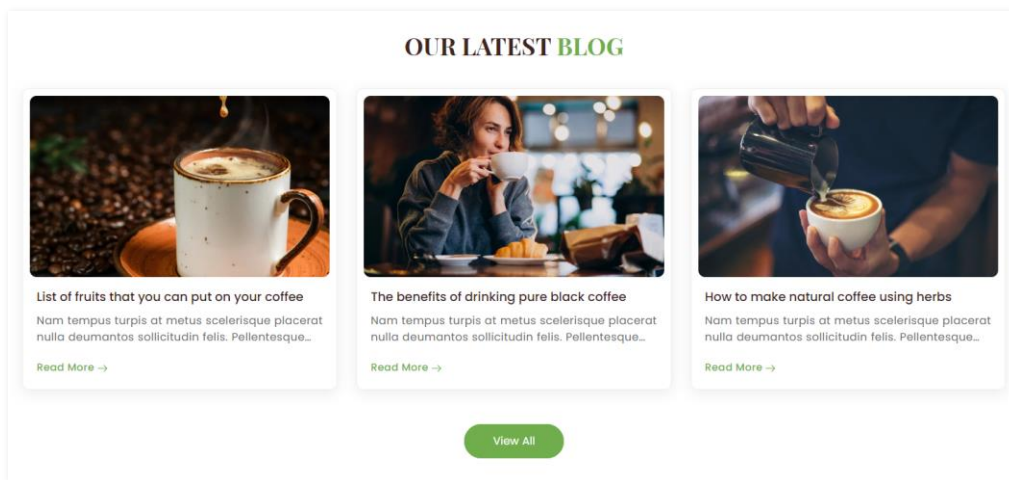 OUR LATEST BLOG
List of fruits that you can put on your coffee
Nam tempus turpis at metus scelerisque placerat
nulla deumantos sollicitudin felis. Pellentesque...
Read More →
The benefits of drinking pure black coffee
Nam tempus turpis at metus scelerisque placerat
nulla deumantos sollicitudin felis. Pellentesque...
Read More →
How to make natural coffee using herbs
Nam tempus turpis at metus scelerisque placerat
nulla deumantos sollicitudin felis. Pellentesque...
Read More →
View All